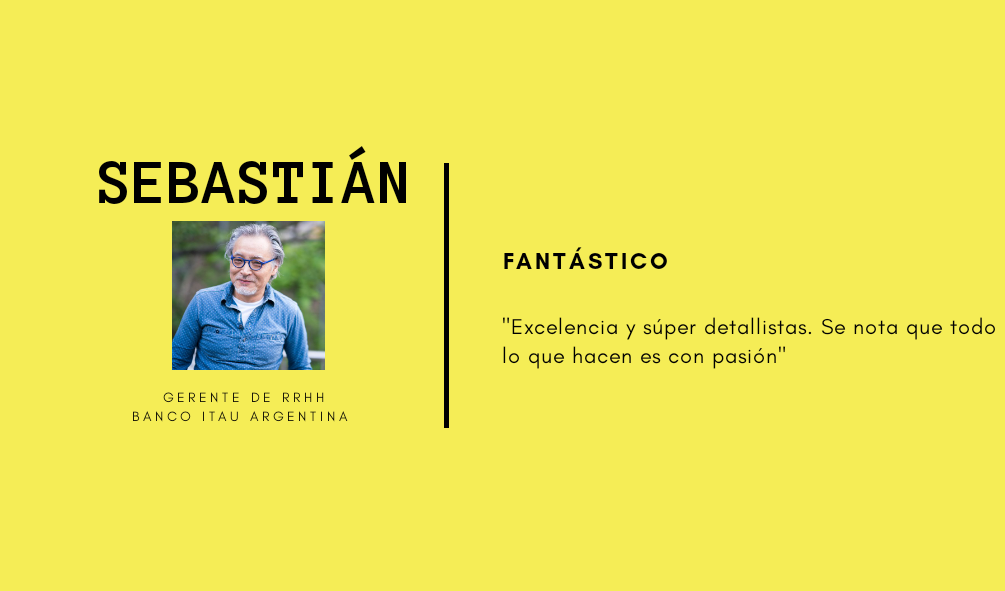 SEBASTIÁN
GERENTE DE RRHH
BANCO ITAU ARGENTINA
FANTÁSTICO
"Excelencia y súper detallistas. Se nota que todo
lo que hacen es con pasión"